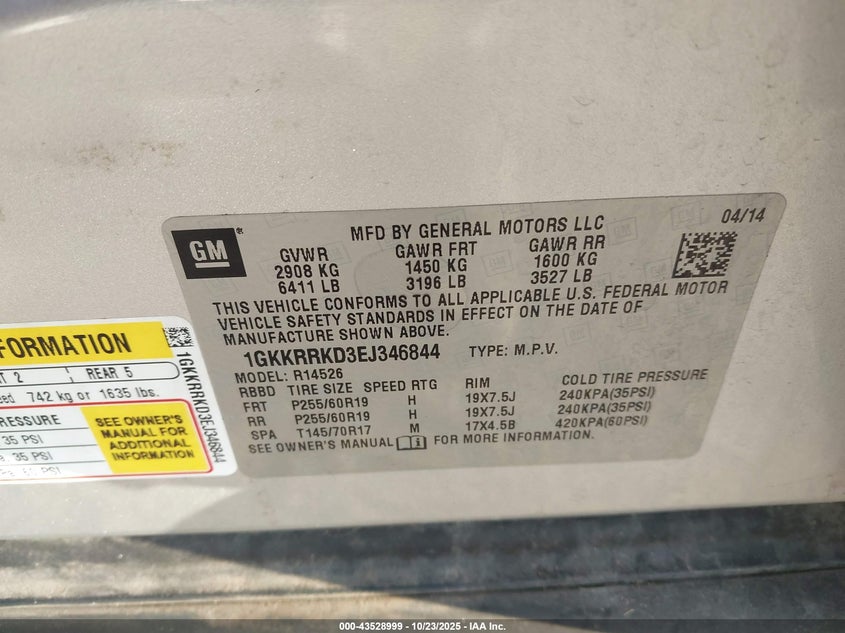 GM
®
MFD BY GENERAL MOTORS LLC
04/14
GVWR GAWR FRT GAWR RR
2908 KG 1450 KG 1600 KG
6411 LB 3196 LB 3527 LB
THIS VEHICLE CONFORMS TO ALL APPLICABLE U.S. FEDERAL MOTOR
VEHICLE SAFETY STANDARDS IN EFFECT ON THE DATE OF
MANUFACTURE SHOWN ABOVE.
1GKKRRKD3EJ346844 TYPE: M.P.V.
MODEL: R14526
RBBD TIRE SIZE SPEED RTG RIM COLD TIRE PRESSURE
FRT P255/60R19 H 19X7.5J 240KPA(35PSI)
RR P255/60R19 H 19X7.5J 240KPA(35PSI)
SPA T145/70R17 M 17X4.5B 420KPA(60PSI)
SEE OWNER'S MANUAL i FOR MORE INFORMATION.
FORMATION
2 REAR 5
742 kg or 1635 lbs.
PRESSURE
35 PSI
35 PSI
PSI
SEE OWNER'S
MANUAL FOR
ADDITIONAL
INFORMATION
1GKKRRKD3EJ346844
000-43528999 - 10/23/2025 - IAA Inc.